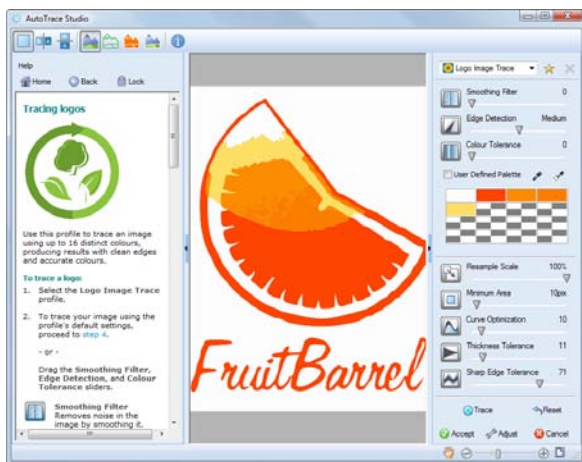 AutoTrace Studio
Help
Home Back Lock
Tracing logos
Use this profile to trace an image
using up to 16 distinct colours,
producing results with clean edges
and accurate colours.
To trace a logo:
1. Select the Logo Image Trace
profile.
2. To trace your image using the
profile's default settings,
proceed to step 4.
- or -
Drag the Smoothing Filter,
Edge Detection, and Colour
Tolerance sliders.
Smoothing Filter
Removes noise in the
image by smoothing it.
FruitBarrel
Logo Image Trace
Smoothing Filter 0
Edge Detection Medium
Colour Tolerance 0
User Defined Palette
Resample Scale 100%
Minimum Area 10pix
Curve Optimization 10
Thickness Tolerance 11
Sharp Edge Tolerance 71
Trace Reset
Accept Adjust Cancel